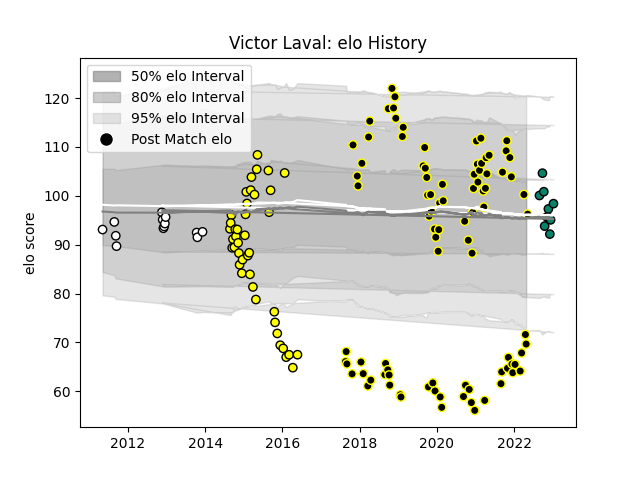 Victor Laval: elo History
50% elo Interval
80% elo Interval
95% elo Interval
Post Match elo
elo score
120
110
100
90
80
70
60
2012 2014 2016 2018 2020 2022